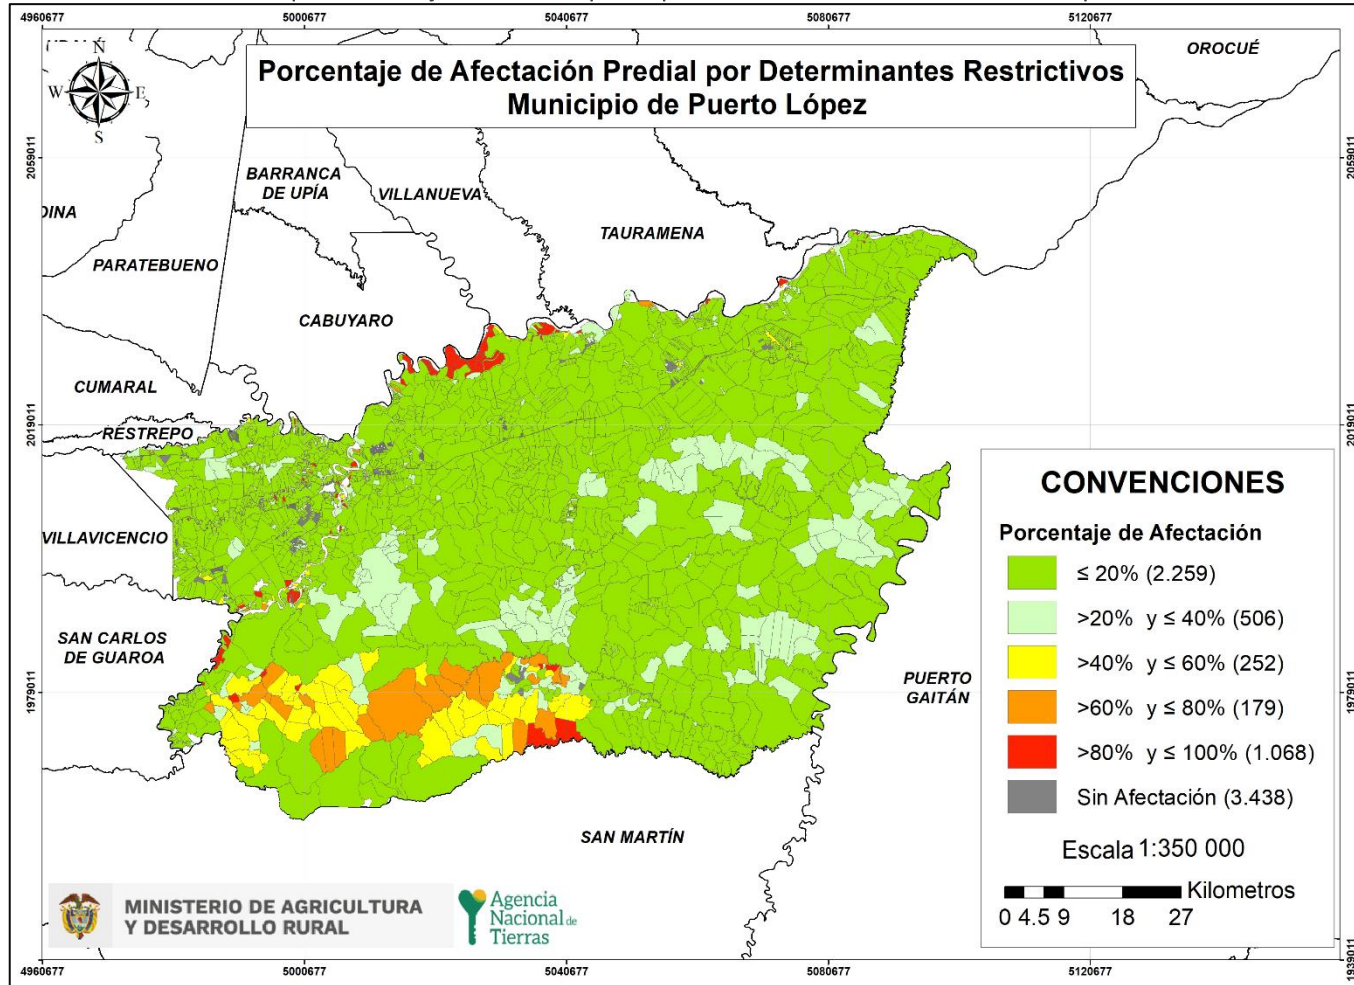 4960677
5000677
5040677
5080677
5120677
N
W
E
S
Porcentaje de Afectación Predial por Determinantes Restrictivos
Municipio de Puerto López
OROCUÉ
2059011
2059011
BARRANCA
DE UPÍA
VILLANUEVA
DINA
TAURAMENA
PARATEBUENO
CABUYARO
CUMARAL
RESTREPO
2019011
2019011
VILLAVICENCIO
SAN CARLOS
DE GUAROA
1979011
1979011
PUERTO
GAITÁN
SAN MARTÍN
CONVENCIONES
Porcentaje de Afectación
≤ 20% (2.259)
>20% y ≤ 40% (506)
>40% y ≤ 60% (252)
>60% y ≤ 80% (179)
>80% y ≤ 100% (1.068)
Sin Afectación (3.438)
Escala 1:350 000
Kilometros
0 4.5 9 18 27
MINISTERIO DE AGRICULTURA
Y DESARROLLO RURAL
Agencia
Nacional de
Tierras
1939011
4960677
5000677
5040677
5080677
5120677